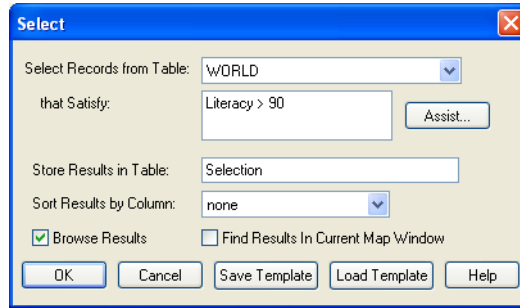 Select
Select Records from Table: WORLD
that Satisfy: Literacy > 90
Assist...
Store Results in Table: Selection
Sort Results by Column: none
Browse Results Find Results In Current Map Window
OK Cancel Save Template Load Template Help